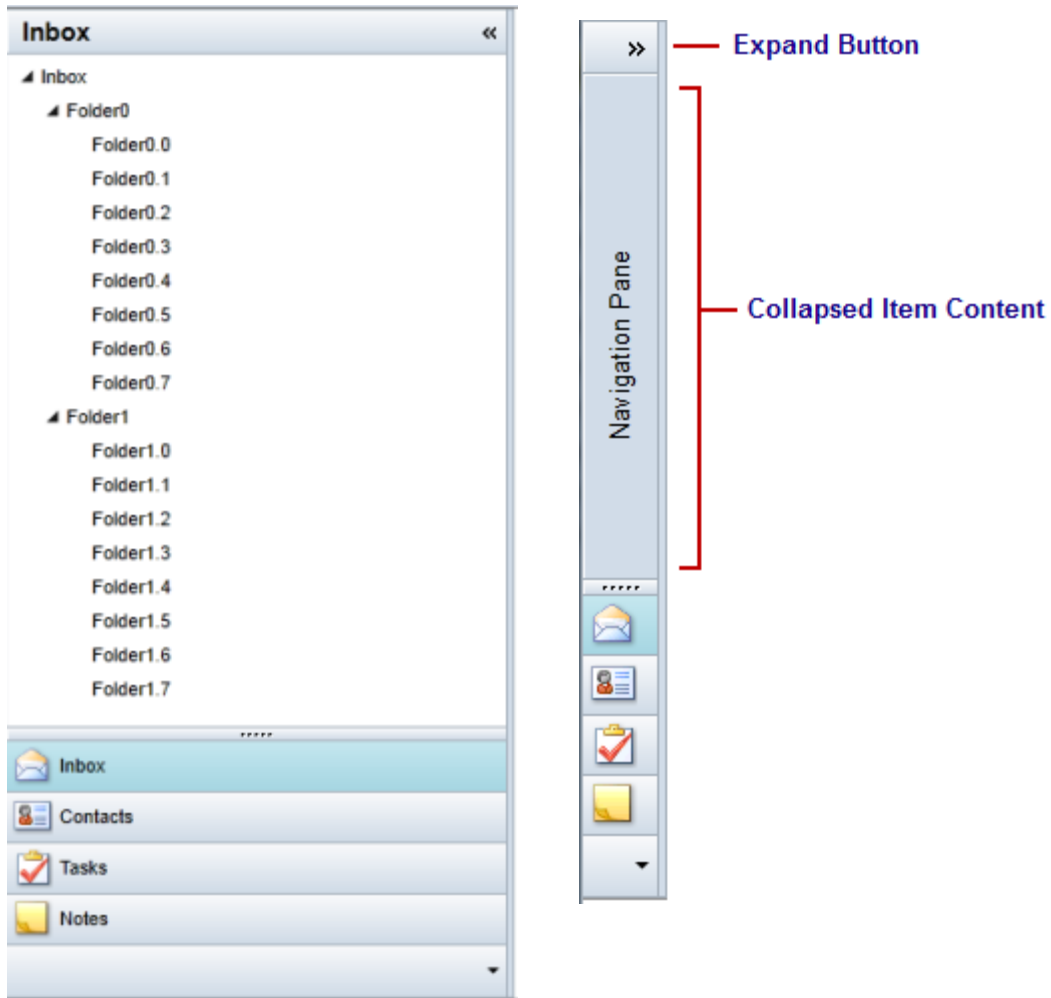 Inbox «
Inbox
Folder0
Folder0.0
Folder0.1
Folder0.2
Folder0.3
Folder0.4
Folder0.5
Folder0.6
Folder0.7
Folder1
Folder1.0
Folder1.1
Folder1.2
Folder1.3
Folder1.4
Folder1.5
Folder1.6
Folder1.7
Inbox
Contacts
Tasks
Notes
» Expand Button
Navigation Pane
Collapsed Item Content